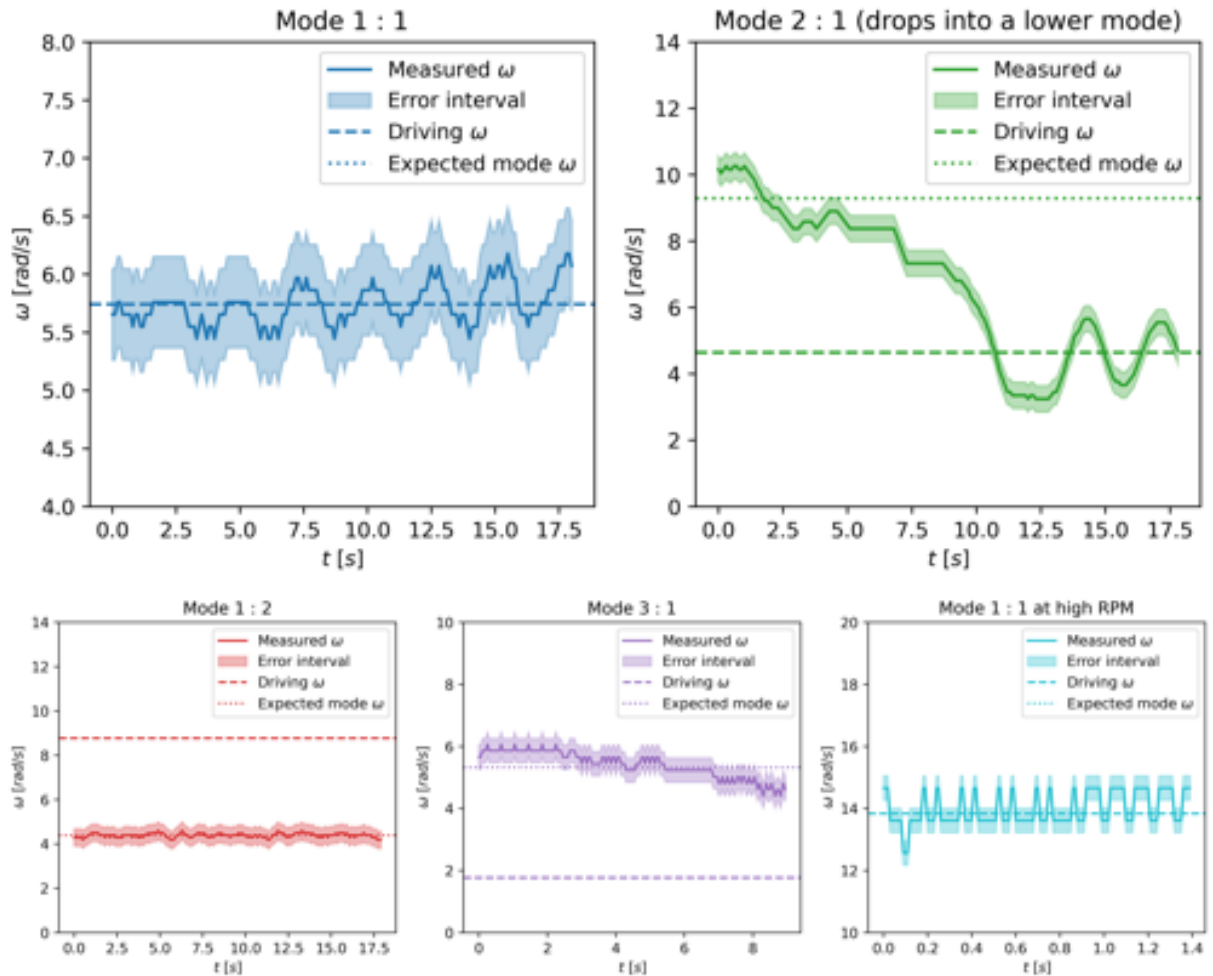 Mode 1 : 1
8.0
7.5
7.0
6.5
6.0
5.5
5.0
4.5
4.0
ω [rad/s]
Measured ω
Error interval
Driving ω
Expected mode ω
0.0 2.5 5.0 7.5 10.0 12.5 15.0 17.5
t [s]
Mode 2 : 1 (drops into a lower mode)
14
12
10
8
6
4
2
0
ω [rad/s]
Measured ω
Error interval
Driving ω
Expected mode ω
0.0 2.5 5.0 7.5 10.0 12.5 15.0 17.5
t [s]
Mode 1 : 2
14
12
10
8
6
4
2
0
ω [rad/s]
Measured ω
Error interval
Driving ω
Expected mode ω
0.0 2.5 5.0 7.5 10.0 12.5 15.0 17.5
t [s]
Mode 3 : 1
10
8
6
4
2
0
ω [rad/s]
Measured ω
Error interval
Driving ω
Expected mode ω
0 2 4 6 8
t [s]
Mode 1 : 1 at high RPM
20
18
16
14
12
10
ω [rad/s]
Measured ω
Error interval
Driving ω
Expected mode ω
0.0 0.2 0.4 0.6 0.8 1.0 1.2 1.4
t [s]